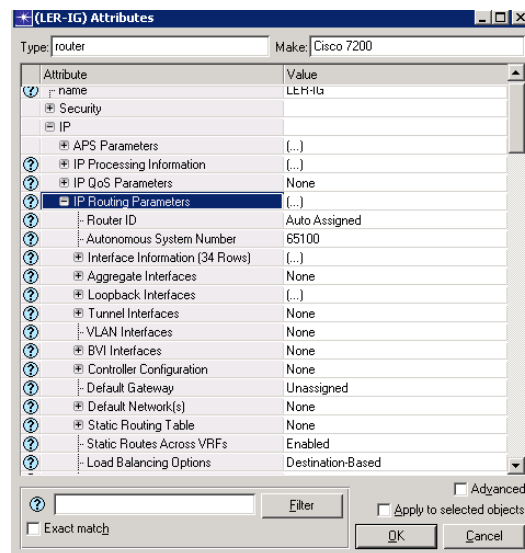 (LER-IG) Attributes
Type: router Make: Cisco 7200
Attribute Value
name LER-IG
Security
IP
APS Parameters (...)
IP Processing Information (...)
IP QoS Parameters None
IP Routing Parameters (...)
Router ID Auto Assigned
Autonomous System Number 65100
Interface Information (34 Rows) (...)
Aggregate Interfaces None
Loopback Interfaces (...)
Tunnel Interfaces None
VLAN Interfaces None
BVI Interfaces None
Controller Configuration None
Default Gateway Unassigned
Default Network(s) None
Static Routing Table None
Static Routes Across VRFs Enabled
Load Balancing Options Destination-Based
Advanced
Filter Apply to selected objects
Exact match
OK Cancel